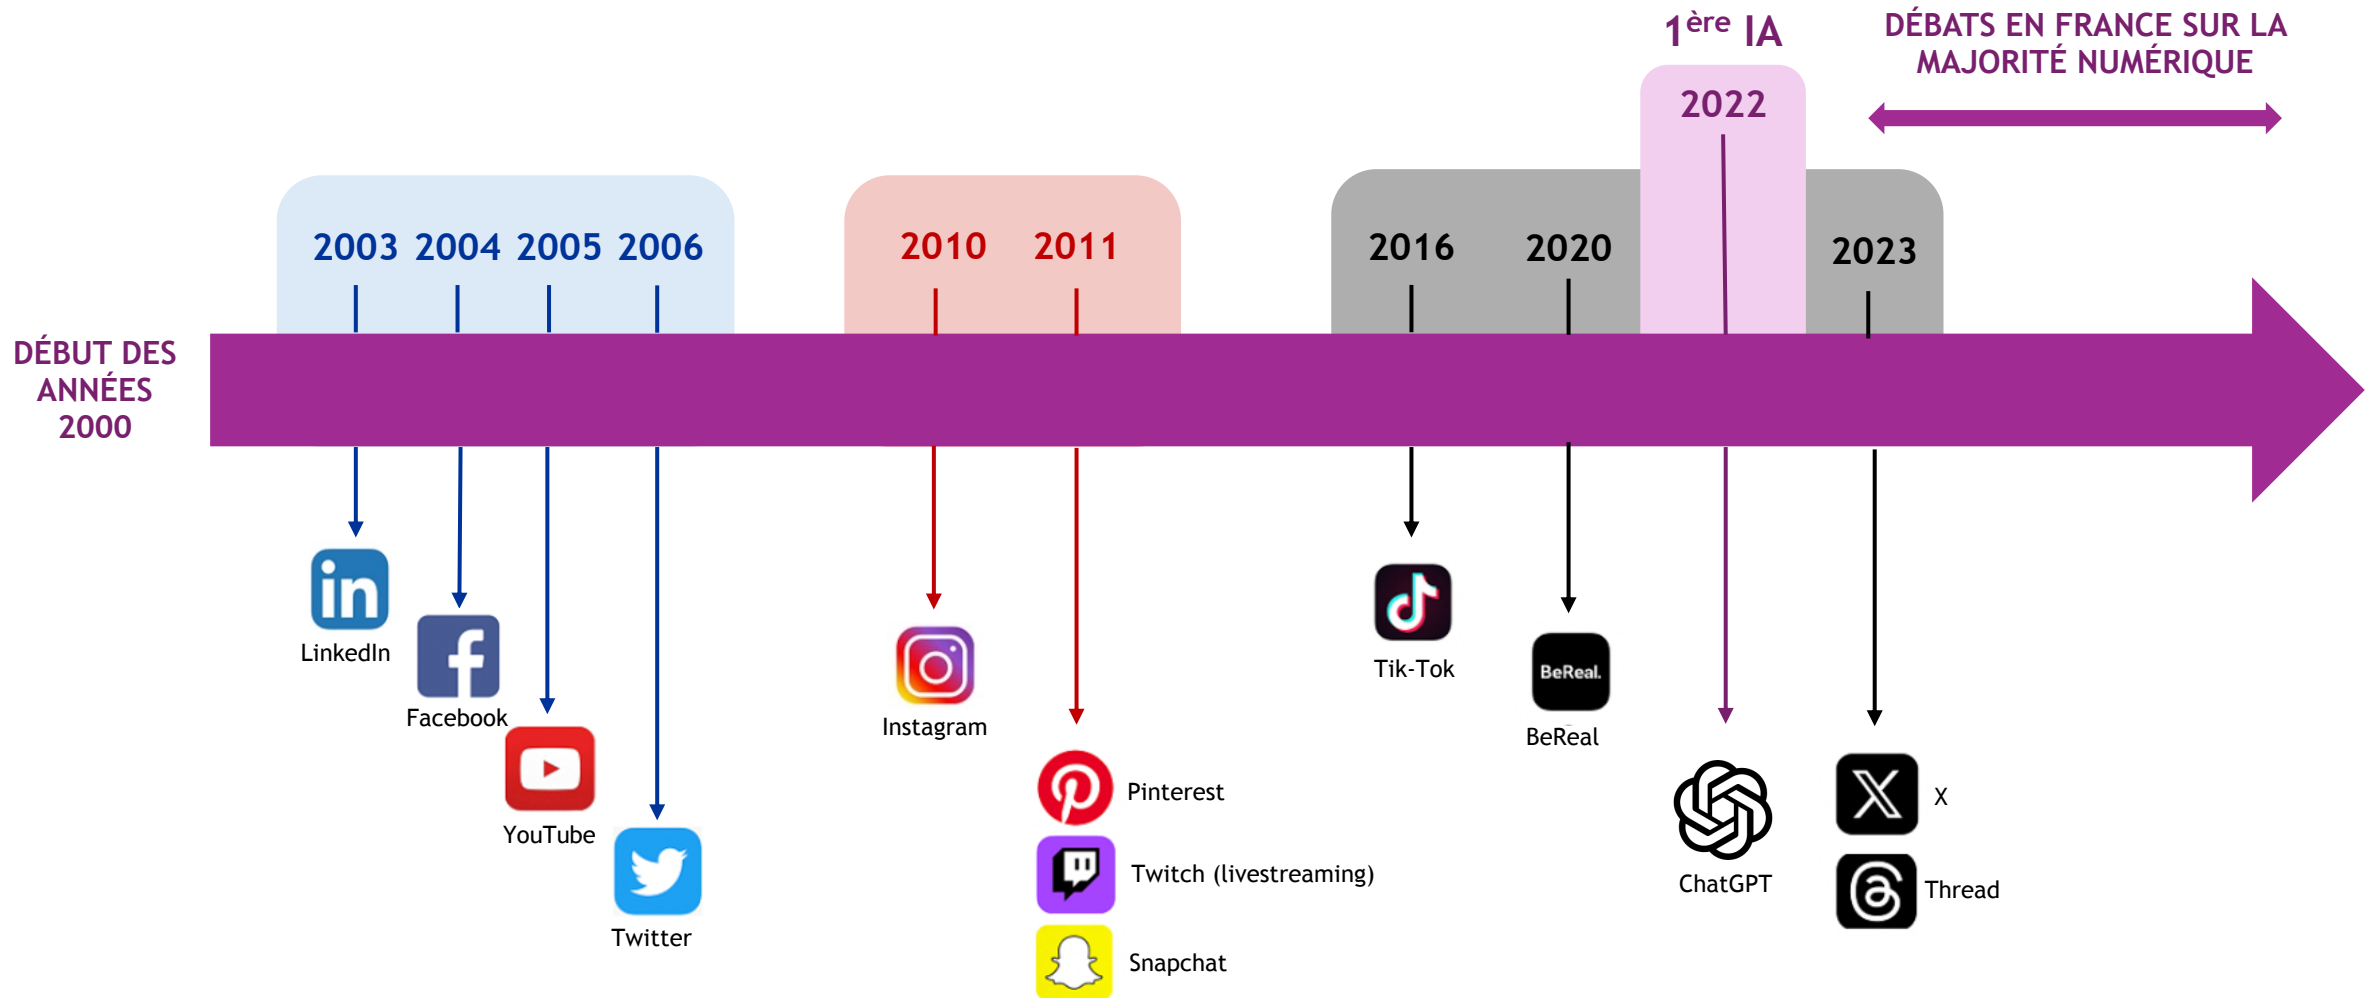 1ère IA
DÉBATS EN FRANCE SUR LA
MAJORITÉ NUMÉRIQUE
2022
2003 2004 2005 2006
2010 2011
2016 2020
2023
DÉBUT DES
ANNÉES
2000
in
LinkedIn
f
Facebook
YouTube
Twitter
Instagram
Pinterest
Twitch (livestreaming)
Snapchat
Tik-Tok
BeReal.
BeReal
ChatGPT
X
Thread